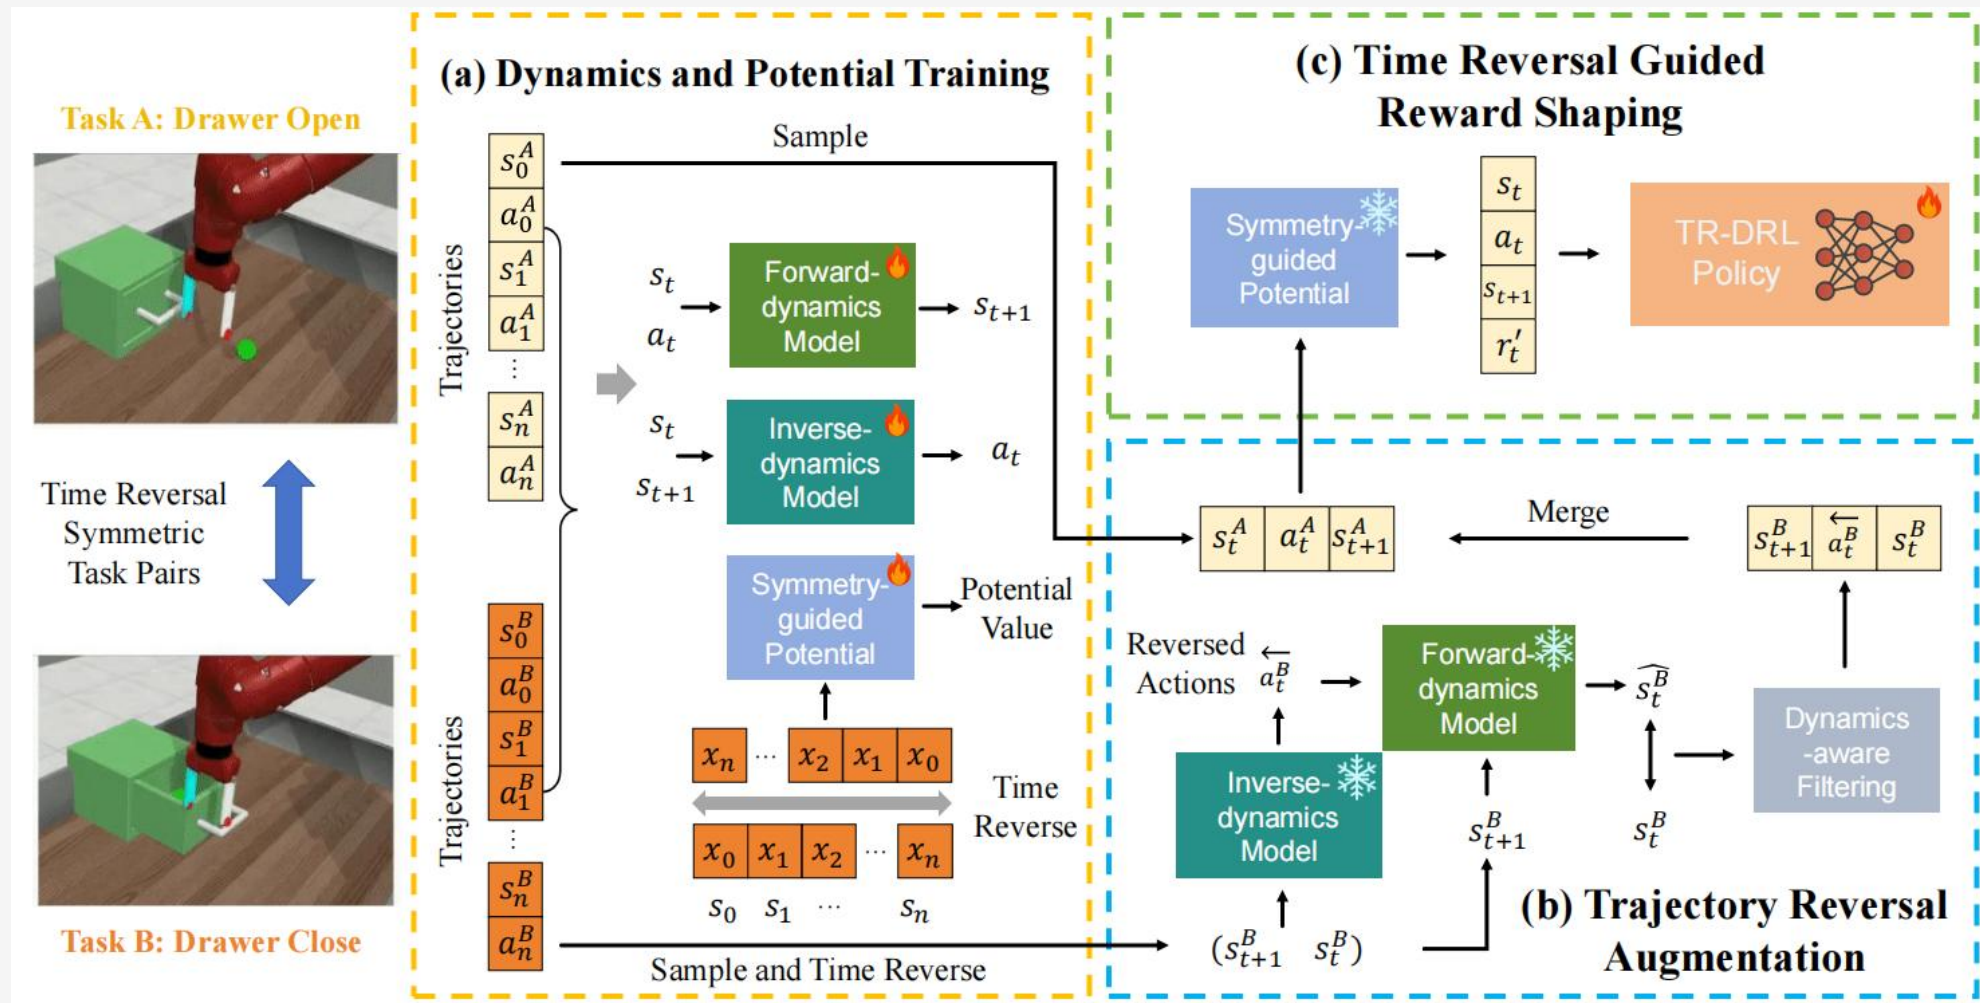 Task A: Drawer Open
Time Reversal
Symmetric
Task Pairs
Task B: Drawer Close
(a) Dynamics and Potential Training
Trajectories
s_0^A
a_0^A
s_1^A
a_1^A
⋮
s_n^A
a_n^A
Trajectories
s_0^B
a_0^B
s_1^B
a_1^B
⋮
s_n^B
a_n^B
Sample
s_t
a_t
Forward-
dynamics
Model
s_{t+1}
s_t
s_{t+1}
Inverse-
dynamics
Model
a_t
Symmetry-
guided
Potential
Potential
Value
x_n ... x_2 x_1 x_0
Time
Reverse
x_0 x_1 x_2 ... x_n
s_0 s_1 ... s_n
Sample and Time Reverse
(c) Time Reversal Guided
Reward Shaping
Symmetry-
guided
Potential
s_t
a_t
s_{t+1}
r'_t
TR-DRL
Policy
s_t^A a_t^A s_{t+1}^A
Merge
s_{t+1}^B \overleftarrow{a_t^B} s_t^B
Reversed
Actions
\overleftarrow{a_t^B}
Forward-
dynamics
Model
\widehat{s_t^B}
s_t^B
Dynamics
-aware
Filtering
Inverse-
dynamics
Model
s_{t+1}^B
(s_{t+1}^B s_t^B)
(b) Trajectory Reversal
Augmentation